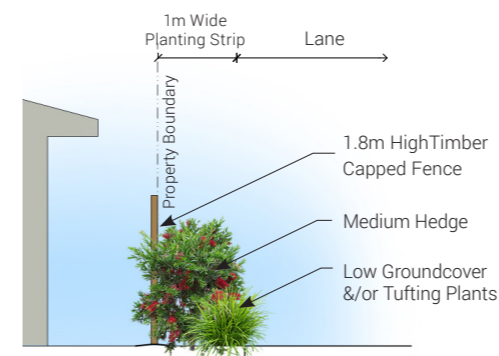 1m Wide
Planting Strip
Lane
Property Boundary
1.8m HighTimber
Capped Fence
Medium Hedge
Low Groundcover
&/or Tufting Plants